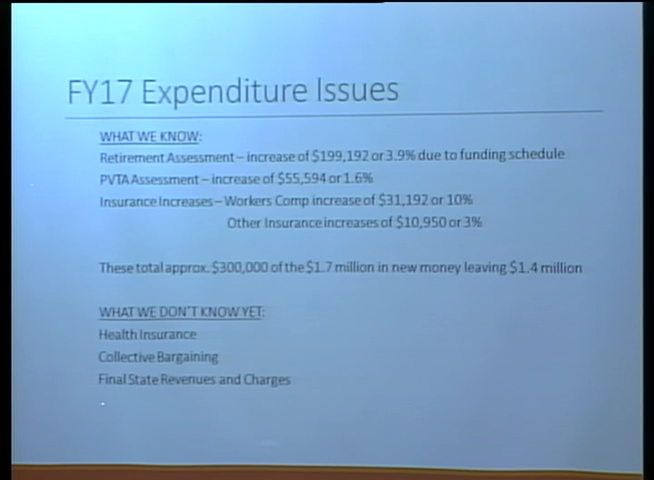 FY17 Expenditure Issues
WHAT WE KNOW:
Retirement Assessment – increase of $199,192 or 3.9% due to funding schedule
PVTA Assessment – increase of $55,594 or 1.6%
Insurance Increases – Workers Comp increase of $31,192 or 10%
Other Insurance increases of $10,950 or 3%
These total approx. $300,000 of the $1.7 million in new money leaving $1.4 million
WHAT WE DON'T KNOW YET:
Health Insurance
Collective Bargaining
Final State Revenues and Charges